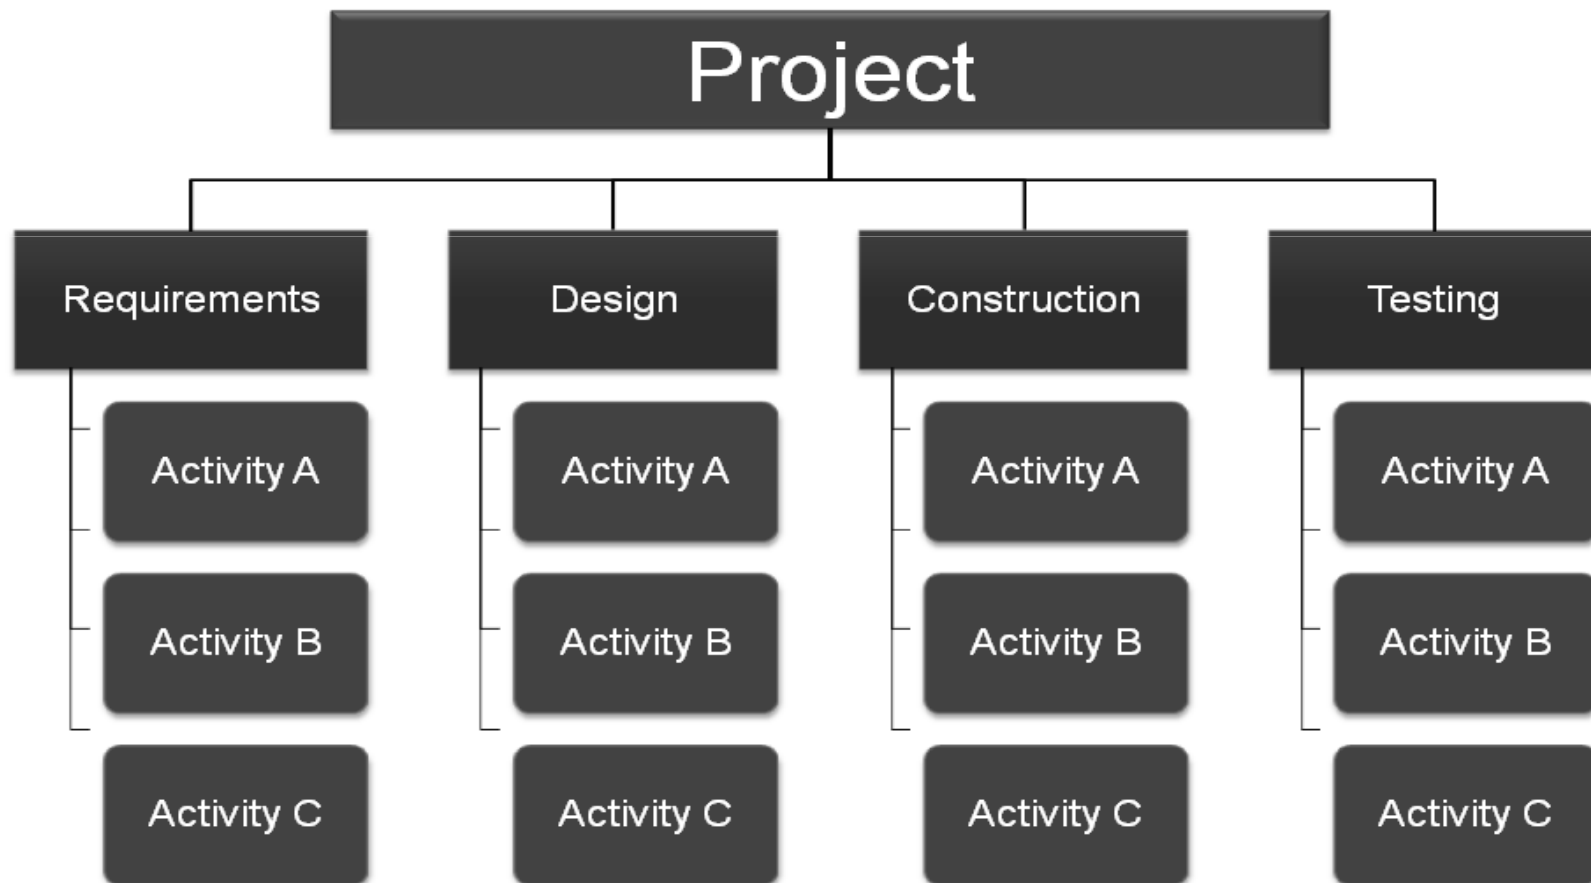 Project
Requirements
Design
Construction
Testing
Activity A
Activity A
Activity A
Activity A
Activity B
Activity B
Activity B
Activity B
Activity C
Activity C
Activity C
Activity C